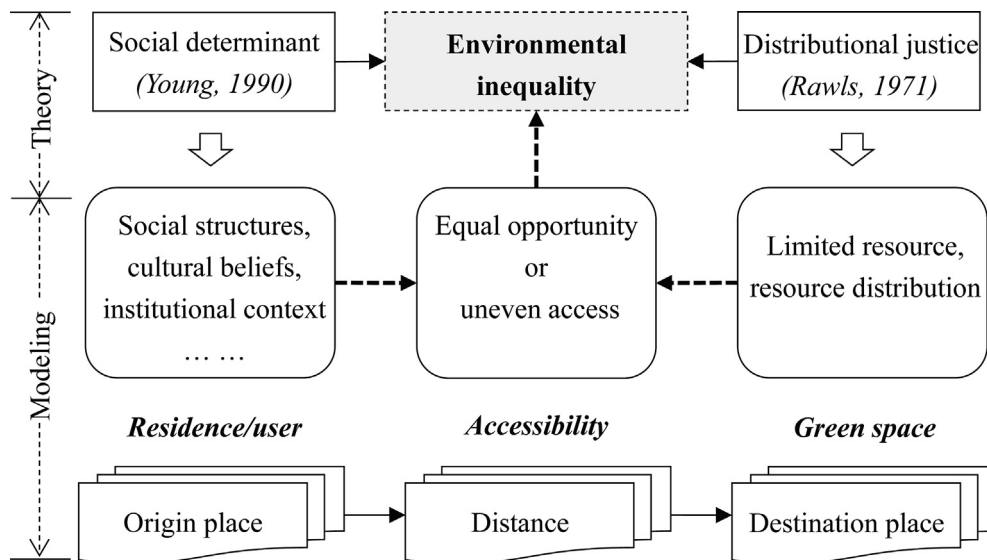 Theory
Social determinant
(Young, 1990)
Environmental
inequality
Distributional justice
(Rawls, 1971)
Modeling
Social structures,
cultural beliefs,
institutional context
… …
Equal opportunity
or
uneven access
Limited resource,
resource distribution
Residence/user
Accessibility
Green space
Origin place
Distance
Destination place